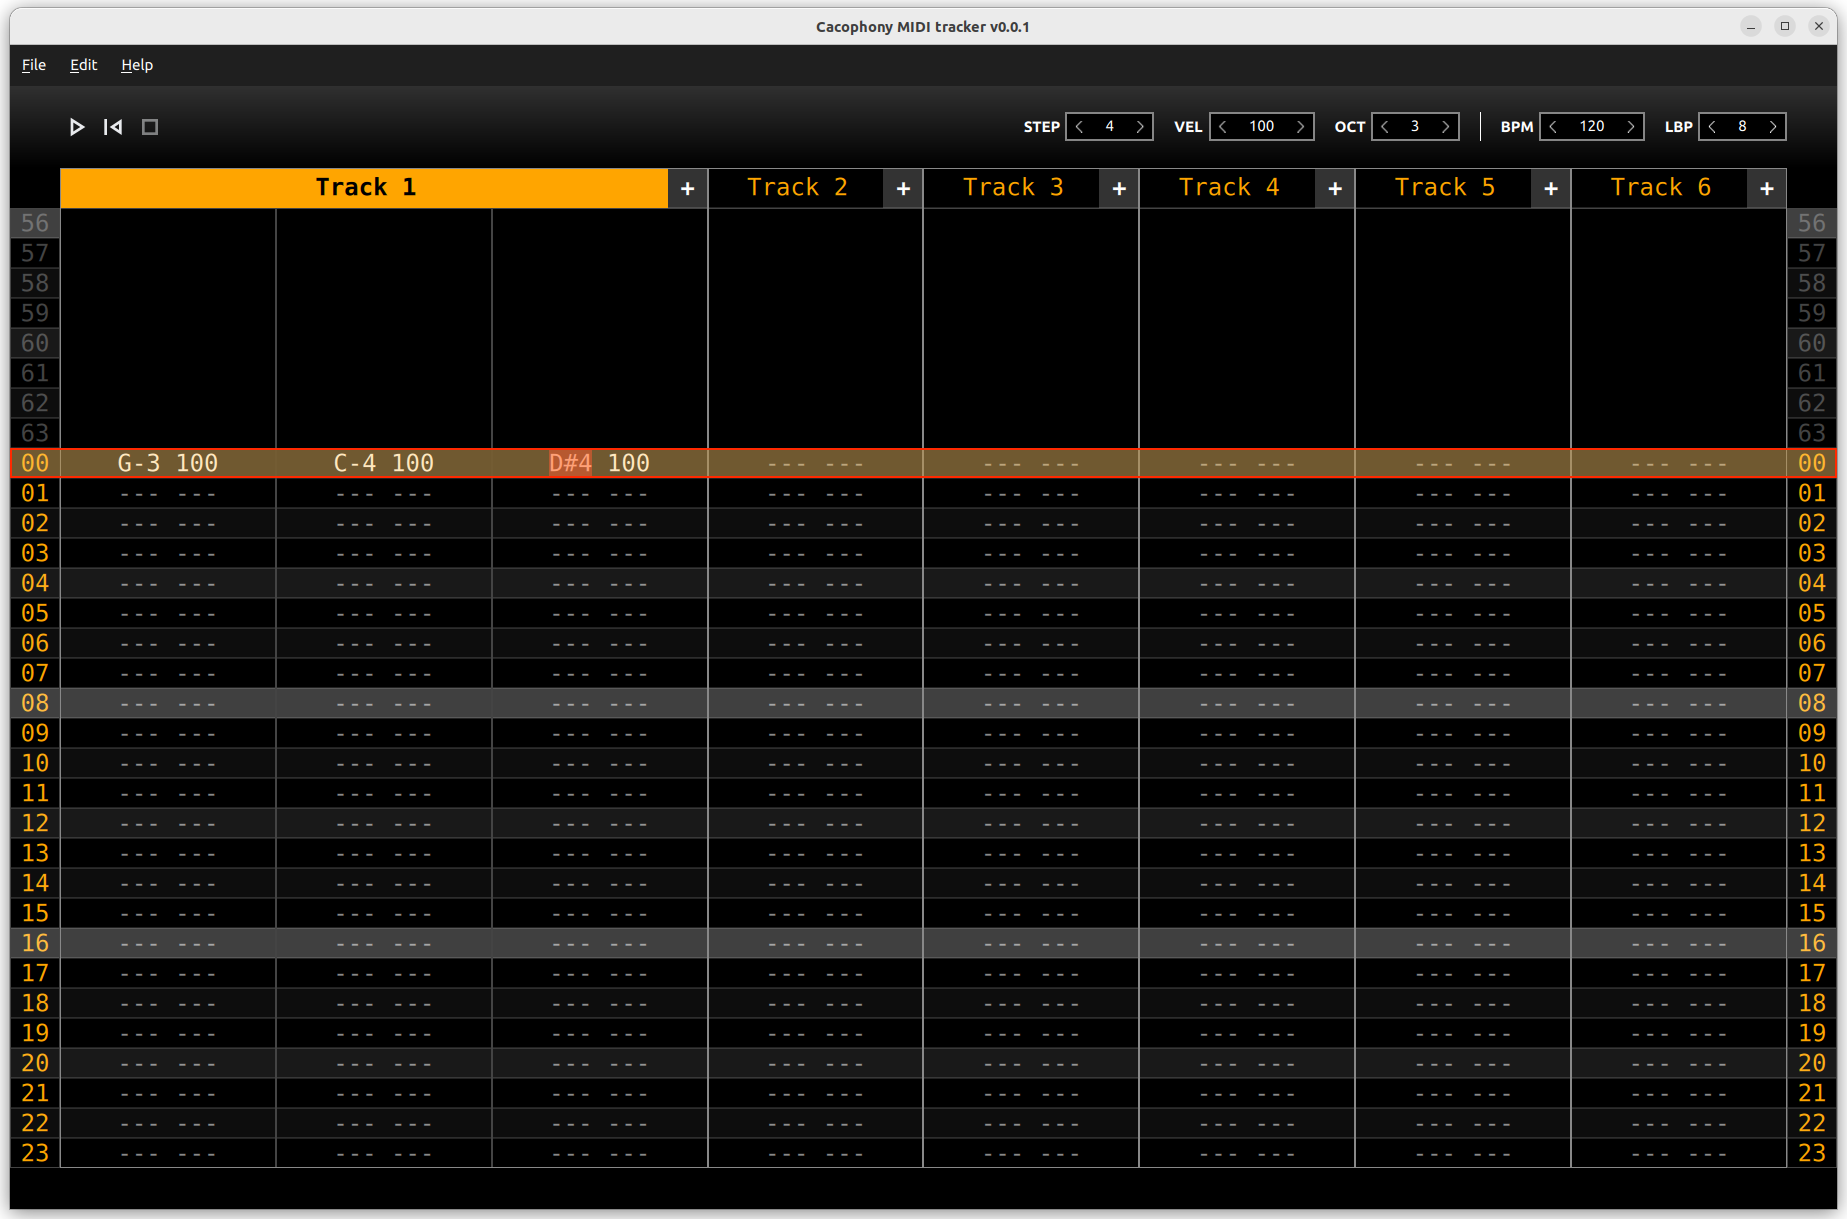 Cacophony MIDI tracker v0.0.1
File Edit Help
STEP < 4 > VEL < 100 > OCT < 3 > BPM < 120 > LBP < 8 >
Track 1 + Track 2 + Track 3 + Track 4 + Track 5 + Track 6 +
56 56
57 57
58 58
59 59
60 60
61 61
62 62
63 63
00 G-3 100 C-4 100 D#4 100 --- --- --- --- --- --- --- --- --- --- 00
01 --- --- --- --- --- --- --- --- --- --- --- --- --- --- --- --- 01
02 --- --- --- --- --- --- --- --- --- --- --- --- --- --- --- --- 02
03 --- --- --- --- --- --- --- --- --- --- --- --- --- --- --- --- 03
04 --- --- --- --- --- --- --- --- --- --- --- --- --- --- --- --- 04
05 --- --- --- --- --- --- --- --- --- --- --- --- --- --- --- --- 05
06 --- --- --- --- --- --- --- --- --- --- --- --- --- --- --- --- 06
07 --- --- --- --- --- --- --- --- --- --- --- --- --- --- --- --- 07
08 --- --- --- --- --- --- --- --- --- --- --- --- --- --- --- --- 08
09 --- --- --- --- --- --- --- --- --- --- --- --- --- --- --- --- 09
10 --- --- --- --- --- --- --- --- --- --- --- --- --- --- --- --- 10
11 --- --- --- --- --- --- --- --- --- --- --- --- --- --- --- --- 11
12 --- --- --- --- --- --- --- --- --- --- --- --- --- --- --- --- 12
13 --- --- --- --- --- --- --- --- --- --- --- --- --- --- --- --- 13
14 --- --- --- --- --- --- --- --- --- --- --- --- --- --- --- --- 14
15 --- --- --- --- --- --- --- --- --- --- --- --- --- --- --- --- 15
16 --- --- --- --- --- --- --- --- --- --- --- --- --- --- --- --- 16
17 --- --- --- --- --- --- --- --- --- --- --- --- --- --- --- --- 17
18 --- --- --- --- --- --- --- --- --- --- --- --- --- --- --- --- 18
19 --- --- --- --- --- --- --- --- --- --- --- --- --- --- --- --- 19
20 --- --- --- --- --- --- --- --- --- --- --- --- --- --- --- --- 20
21 --- --- --- --- --- --- --- --- --- --- --- --- --- --- --- --- 21
22 --- --- --- --- --- --- --- --- --- --- --- --- --- --- --- --- 22
23 --- --- --- --- --- --- --- --- --- --- --- --- --- --- --- --- 23